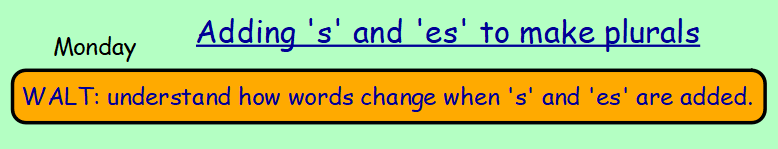 Adding 's' and 'es' to make plurals
Monday
WALT: understand how words change when 's' and 'es' are added.